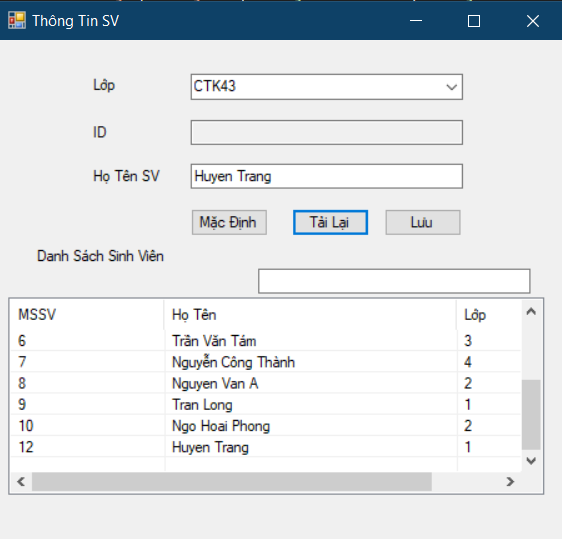 Thông Tin SV
Lớp CTK43
ID
Họ Tên SV Huyen Trang
Mặc Định Tải Lại Lưu
Danh Sách Sinh Viên
MSSV Họ Tên Lớp
6 Trần Văn Tám 3
7 Nguyễn Công Thành 4
8 Nguyen Van A 2
9 Tran Long 1
10 Ngo Hoai Phong 2
12 Huyen Trang 1